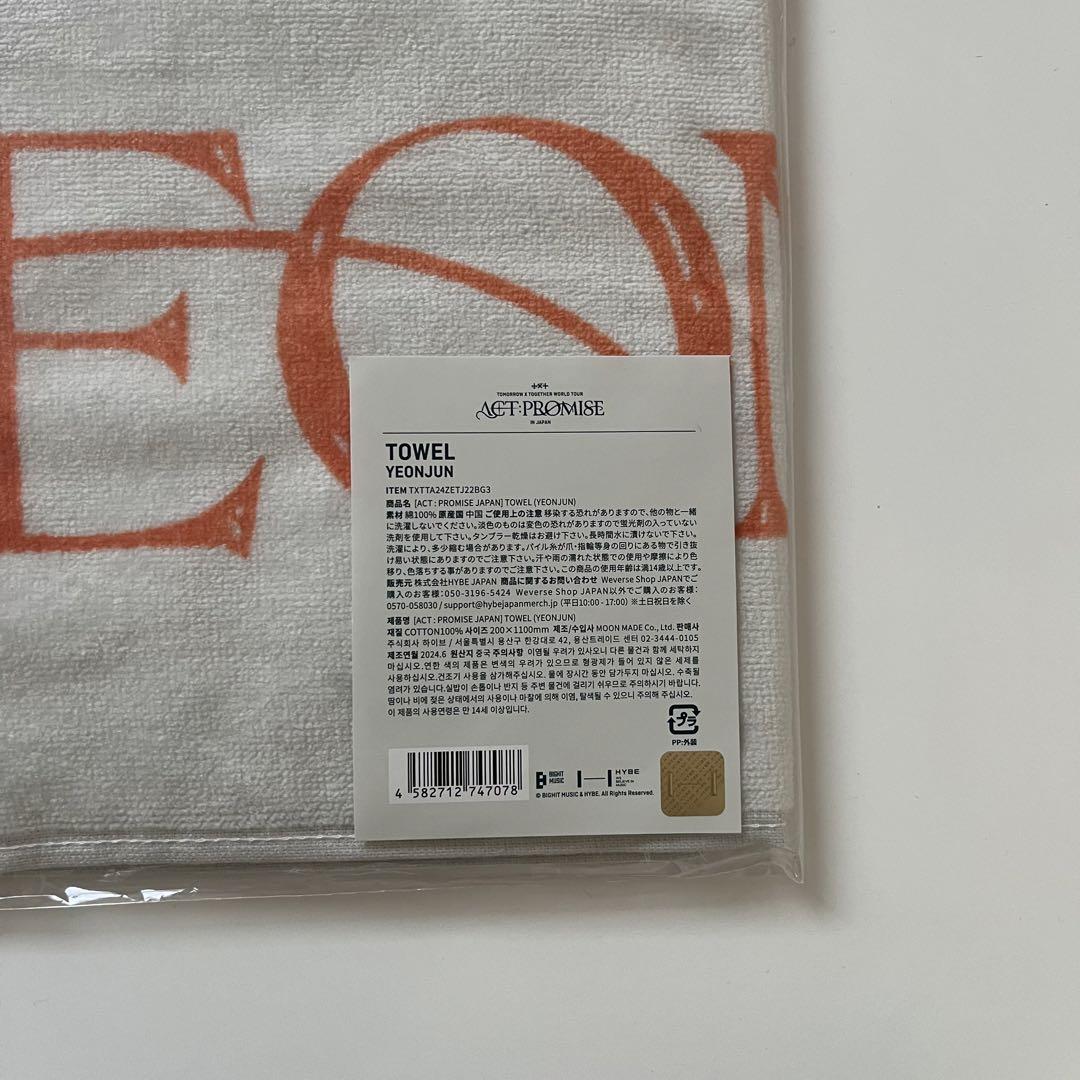 EON
TOMORROW X TOGETHER WORLD TOUR
ACT:PROMISE
IN JAPAN
TOWEL
YEONJUN
ITEM TXTTA24ZETJ22BG3
商品名 [ACT : PROMISE JAPAN] TOWEL (YEONJUN)
素材 綿100% 原産国 中国 ご使用上の注意 移染する恐れがありますので、他の物と一緒
に洗濯しないでください。淡色のものは変色の恐れがありますので蛍光剤の入っていない
洗剤を使用して下さい。タンブラー乾燥はお避け下さい。長時間水に漬けないで下さい。
洗濯により、多少縮む場合があります。パイル糸が爪・指輪等身の回りにある物で引き抜
け易い状態にありますのでご注意下さい。汗や雨の濡れた状態での使用や摩擦により色
移り、色落ちする事がありますのでご注意下さい。この商品の使用年齢は満14歳以上です。
販売元 株式会社HYBE JAPAN 商品に関するお問い合わせ Weverse Shop JAPANでご
購入のお客様：050-3196-5424 Weverse Shop JAPAN以外でご購入のお客様：
0570-058030 / support@hybejapanmerch.jp (平日10:00 - 17:00) ※土日祝日を除く
제품명 [ACT : PROMISE JAPAN] TOWEL (YEONJUN)
재질 COTTON100% 사이즈 200×1100mm 제조/수입사 MOON MADE Co., Ltd. 판매사
주식회사 하이브 / 서울특별시 용산구 한강대로 42, 용산트레이드 센터 02-3444-0105
제조연월 2024.6 원산지 중국 주의사항 이염될 우려가 있사오니 다른 물건과 함께 세탁하지
마십시오.연한 색의 제품은 변색의 우려가 있으므로 형광제가 들어 있지 않은 세제를
사용하십시오.건조기 사용을 삼가해주십시오. 물에 장시간 동안 담가두지 마십시오. 수축될
염려가 있습니다.실밥이 손톱이나 반지 등 주변 물건에 걸리기 쉬우므로 주의하시기 바랍니다.
땀이나 비에 젖은 상태에서의 사용이나 마찰에 의해 이염, 탈색될 수 있으니 주의해 주십시오.
이 제품의 사용연령은 만 14세 이상입니다.
プラ
PP:外装
4 582712 747078
BIGHIT MUSIC
HYBE
WE BELIEVE IN MUSIC
© BIGHIT MUSIC & HYBE. All Rights Reserved.